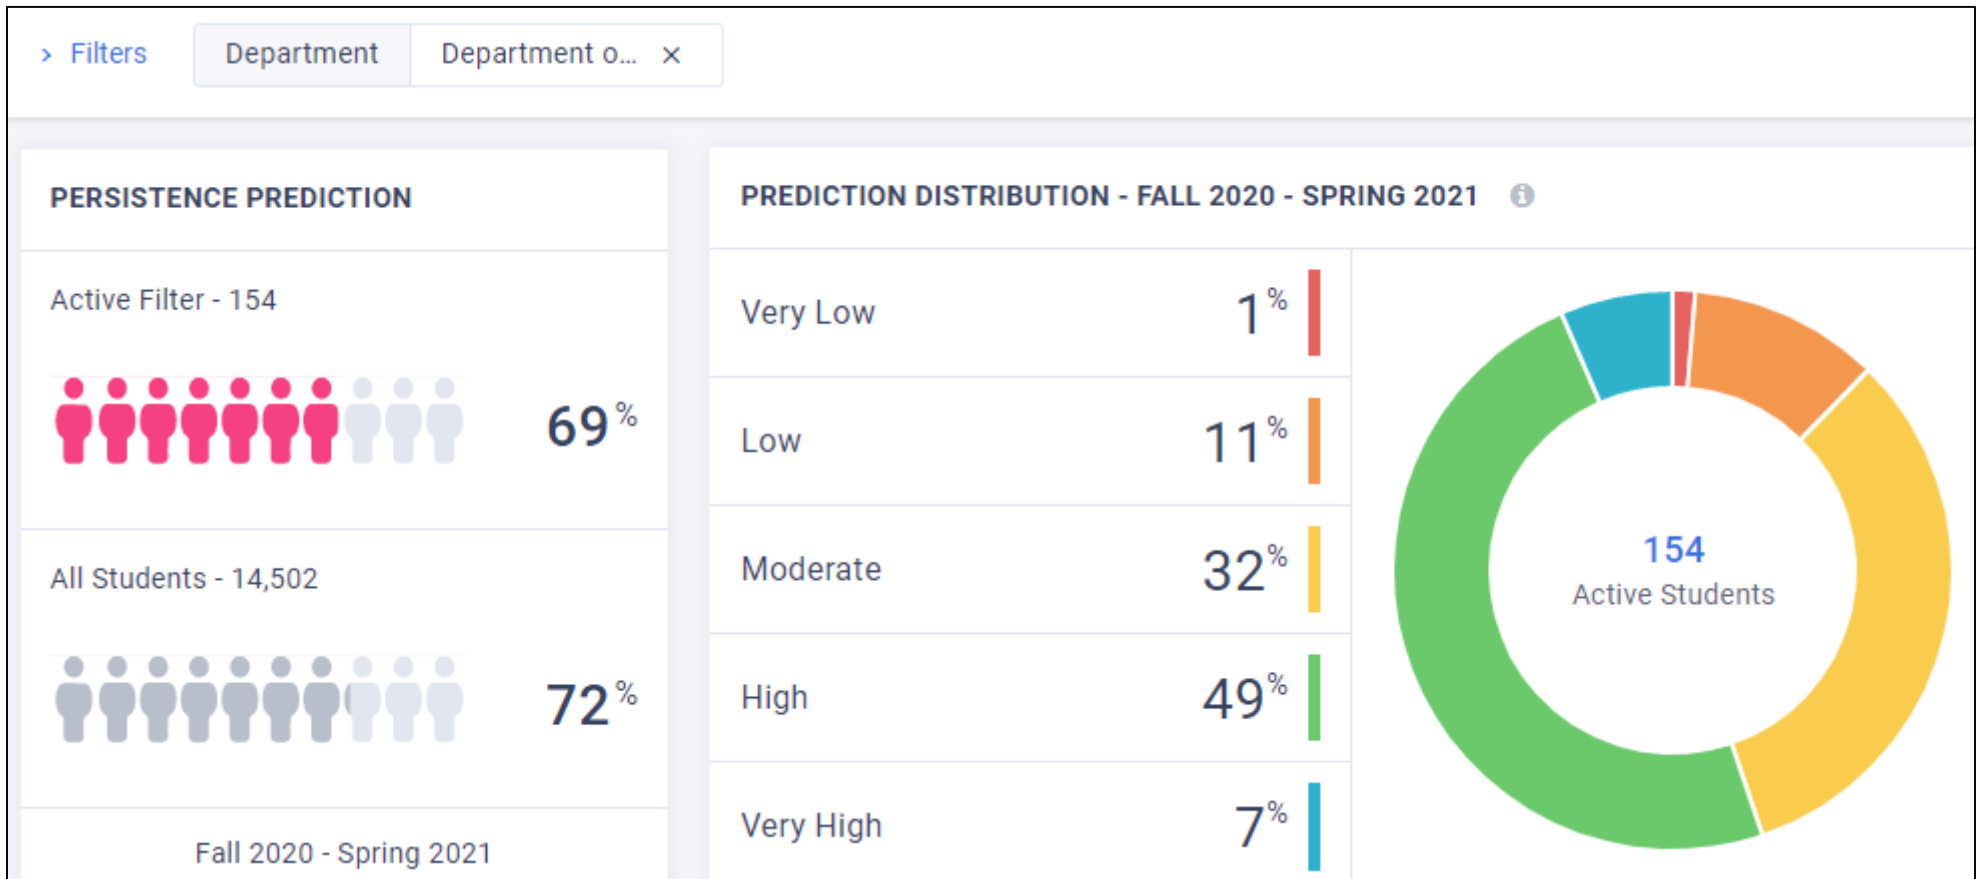 Filters
Department
Department o...
PERSISTENCE PREDICTION
Active Filter - 154
69%
All Students - 14,502
72%
Fall 2020 - Spring 2021
PREDICTION DISTRIBUTION - FALL 2020 - SPRING 2021
Very Low 1%
Low 11%
Moderate 32%
High 49%
Very High 7%
154
Active Students